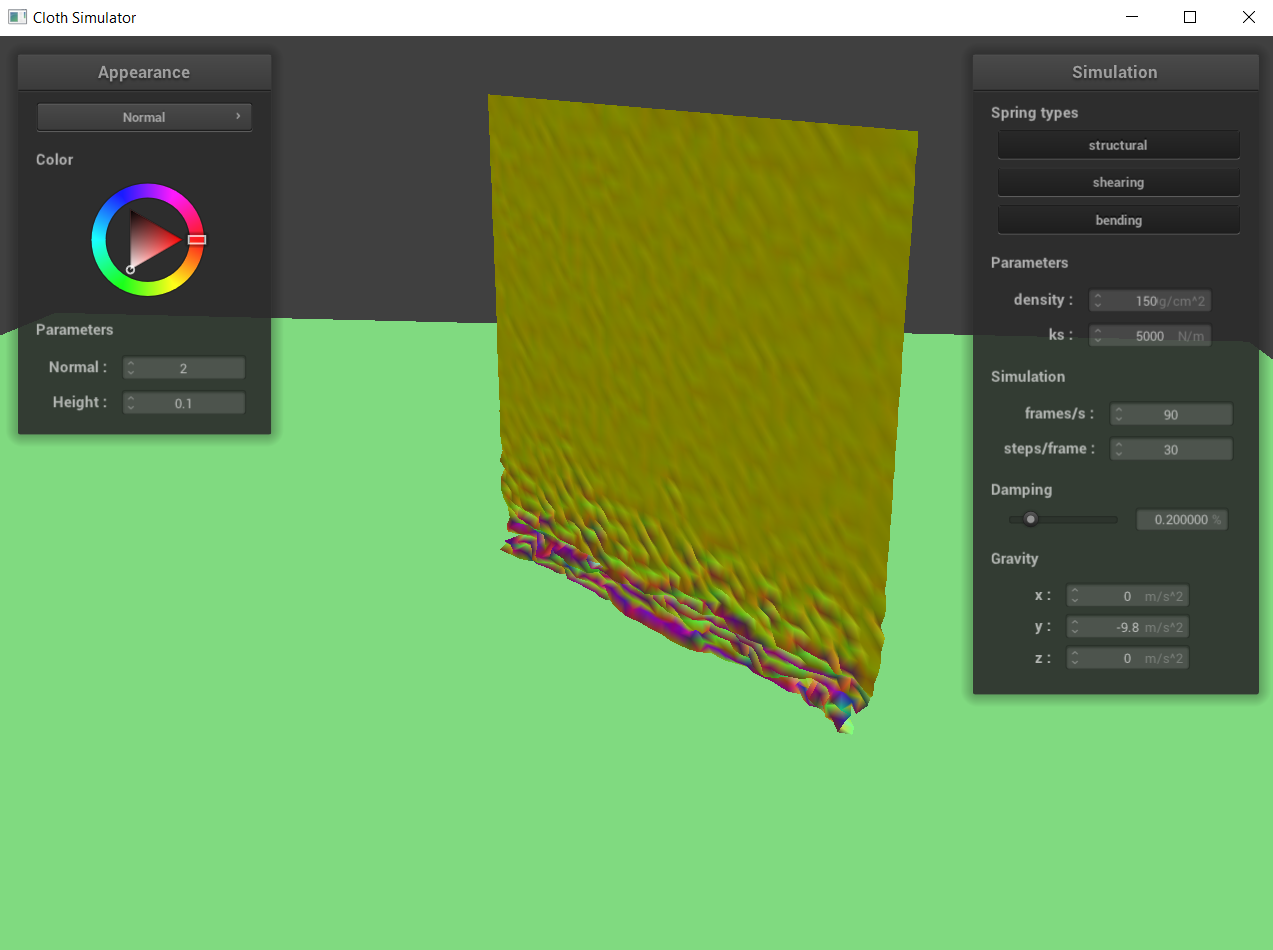 Cloth Simulator
Appearance
Normal
Color
Parameters
Normal : 2
Height : 0.1
Simulation
Spring types
structural
shearing
bending
Parameters
density : 150 g/cm^2
ks : 5000 N/m
Simulation
frames/s : 90
steps/frame : 30
Damping
0.200000 %
Gravity
x : 0 m/s^2
y : -9.8 m/s^2
z : 0 m/s^2